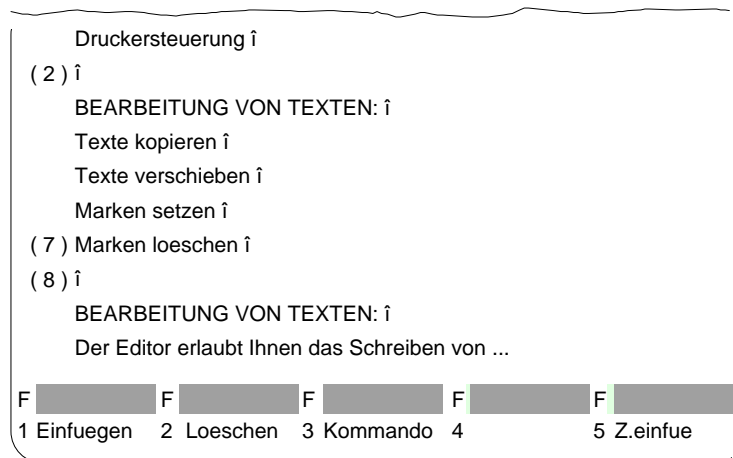 Druckersteuerung î
( 2 ) î
BEARBEITUNG VON TEXTEN: î
Texte kopieren î
Texte verschieben î
Marken setzen î
( 7 ) Marken loeschen î
( 8 ) î
BEARBEITUNG VON TEXTEN: î
Der Editor erlaubt Ihnen das Schreiben von ...
F F F F F
1 Einfuegen 2 Loeschen 3 Kommando 4 5 Z.einfue